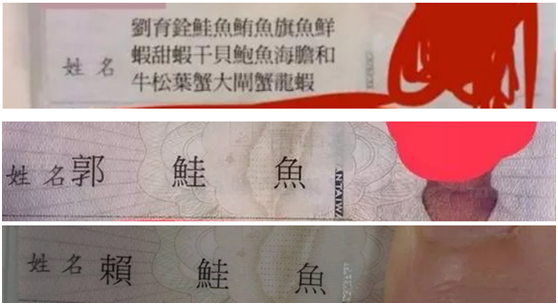 劉育銓鮭魚鮪魚旗魚鮮
姓名 蝦甜蝦干貝鮑魚海膽和
牛松葉蟹大閘蟹龍蝦
姓名郭 鮭 魚
姓名 賴 鮭 魚